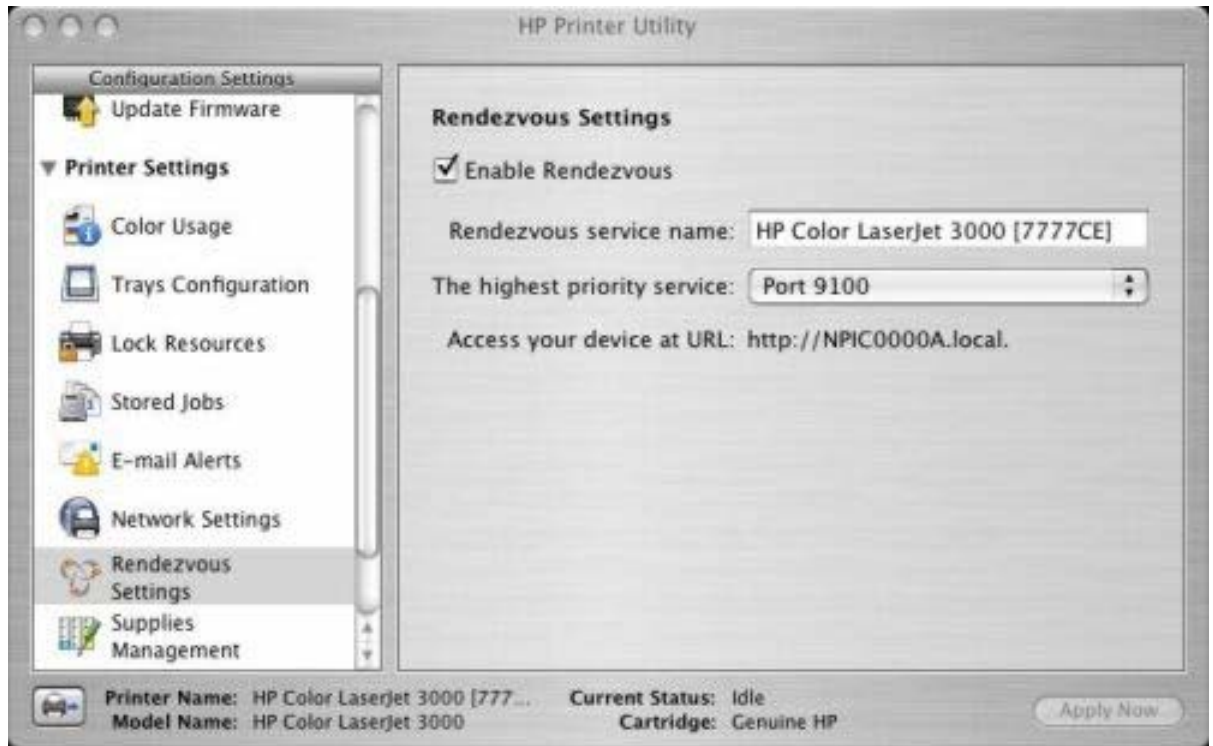 HP Printer Utility
Configuration Settings
Update Firmware
Printer Settings
Color Usage
Trays Configuration
Lock Resources
Stored Jobs
E-mail Alerts
Network Settings
Rendezvous
Settings
Supplies
Management
Rendezvous Settings
Enable Rendezvous
Rendezvous service name: HP Color LaserJet 3000 [7777CE]
The highest priority service: Port 9100
Access your device at URL: http://NPIC0000A.local.
Printer Name: HP Color LaserJet 3000 [777... Current Status: Idle
Model Name: HP Color LaserJet 3000 Cartridge: Genuine HP
Apply Now